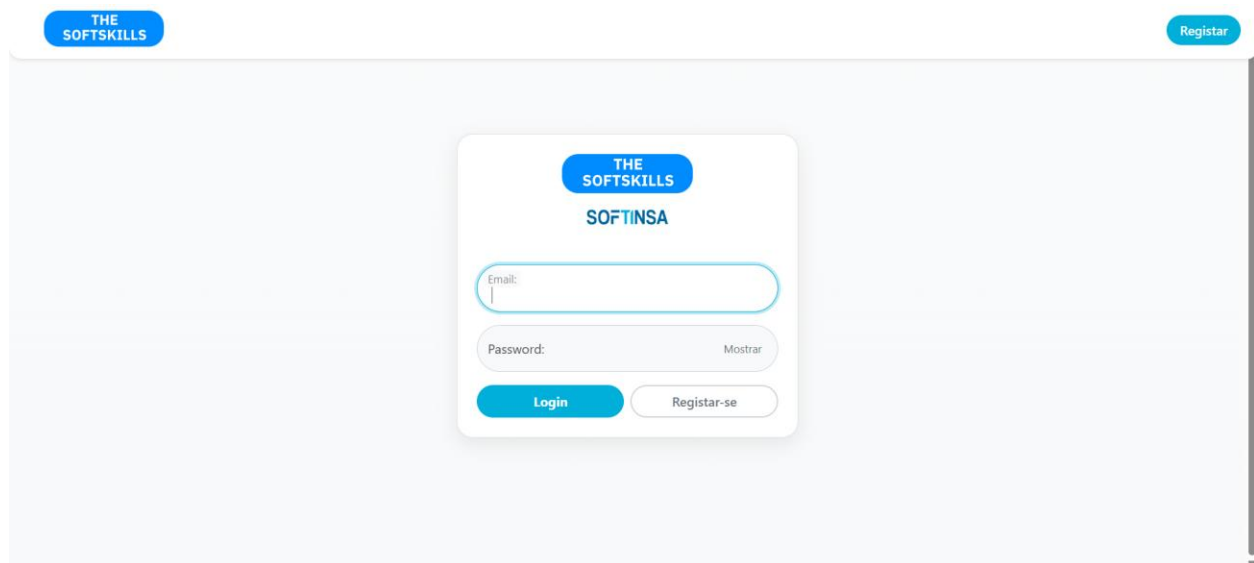 THE
SOFTSKILLS
Registar
THE
SOFTSKILLS
SOFTINSA
Email:
Password:
Mostrar
Login
Registar-se